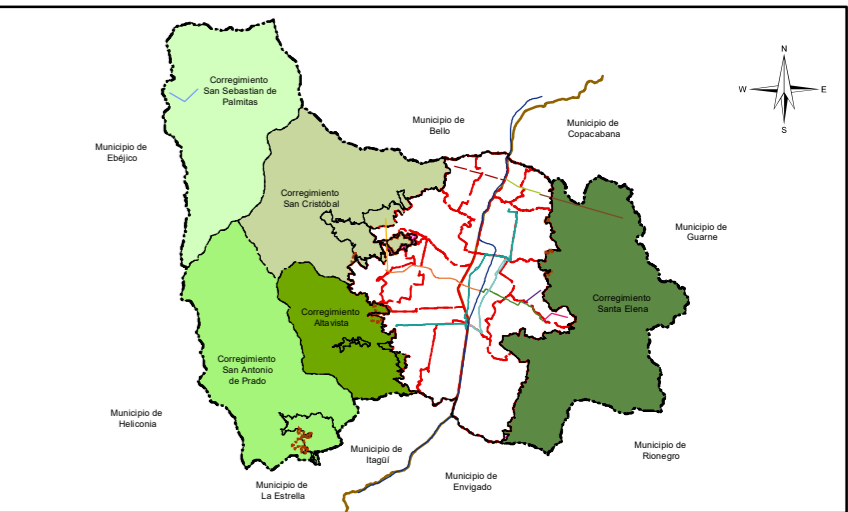 Corregimiento
San Sebastian de
Palmitas
N
W
E
S
Municipio de
Bello
Municipio de
Copacabana
Municipio de
Ebéjico
Corregimiento
San Cristóbal
Municipio de
Guarne
Corregimiento
Santa Elena
Corregimiento
Altavista
Corregimiento
San Antonio
de Prado
Municipio de
Heliconia
Municipio de
Itagüí
Municipio de
Rionegro
Municipio de
La Estrella
Municipio de
Envigado